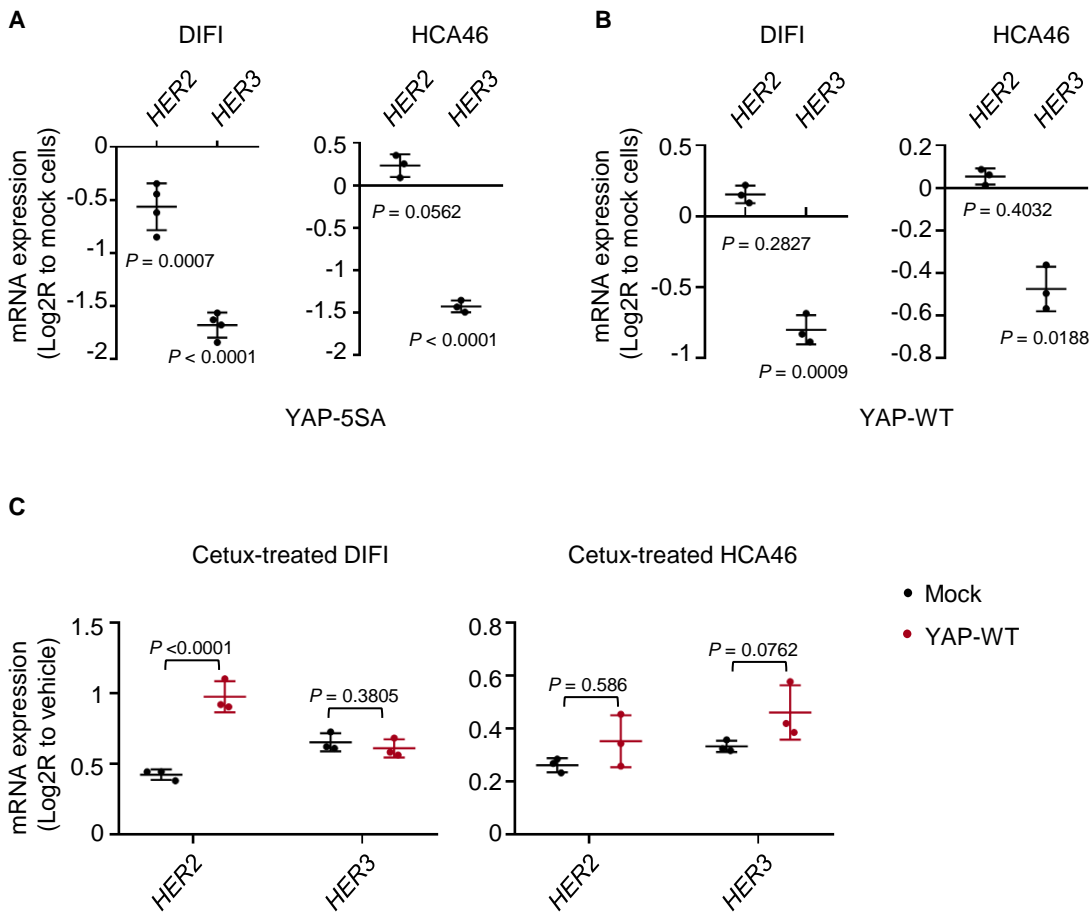 A
DIFI
HCA46
HER2
HER3
HER2
HER3
mRNA expression
(Log2R to mock cells)
0
-0.5
-1
-1.5
-2
P = 0.0007
P < 0.0001
0.5
0
-0.5
-1
-1.5
-2
P = 0.0562
P < 0.0001
YAP-5SA
B
DIFI
HCA46
HER2
HER3
HER2
HER3
mRNA expression
(Log2R to mock cells)
0.5
0
-0.5
-1
P = 0.2827
P = 0.0009
0.2
0
-0.2
-0.4
-0.6
-0.8
P = 0.4032
P = 0.0188
YAP-WT
C
Cetux-treated DIFI
Cetux-treated HCA46
mRNA expression
(Log2R to vehicle)
1.5
1
0.5
0
P <0.0001
P = 0.3805
HER2
HER3
0.8
0.6
0.4
0.2
0
P = 0.586
P = 0.0762
HER2
HER3
Mock
YAP-WT